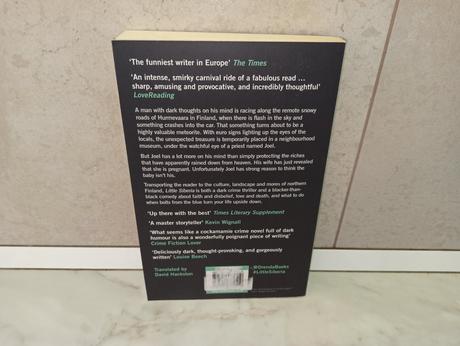 ‘The funniest writer in Europe’ The Times
‘An intense, smirky carnival ride of a fabulous read ...
sharp, amusing and provocative, and incredibly thoughtful’
LoveReading
A man with dark thoughts on his mind is racing along the remote snowy
roads of Hurmevaara in Finland, when there is flash in the sky and
something crashes into the car. That something turns about to be a
highly valuable meteorite. With euro signs lighting up the eyes of the
locals, the unexpected treasure is temporarily placed in a neighbourhood
museum, under the watchful eye of a priest named Joel.
But Joel has a lot more on his mind than simply protecting the riches
that have apparently rained down from heaven. His wife has just revealed
that she is pregnant. Unfortunately Joel has strong reason to think the
baby isn't his.
Transporting the reader to the culture, landscape and mores of northern
Finland, Little Siberia is both a dark crime thriller and a blacker-than-
black comedy about faith and disbelief, love and death, and what to do
when bolts from the blue turn your life upside down.
‘Up there with the best’ Times Literary Supplement
‘A master storyteller’ Kevin Wignall
‘What seems like a cockamamie crime novel full of dark
humour is also a wonderfully poignant piece of writing’
Crime Fiction Lover
‘Deliciously dark, thought-provoking, and gorgeously
written’ Louise Beech
Translated by
David Hackston
@OrendaBooks
#LittleSiberia